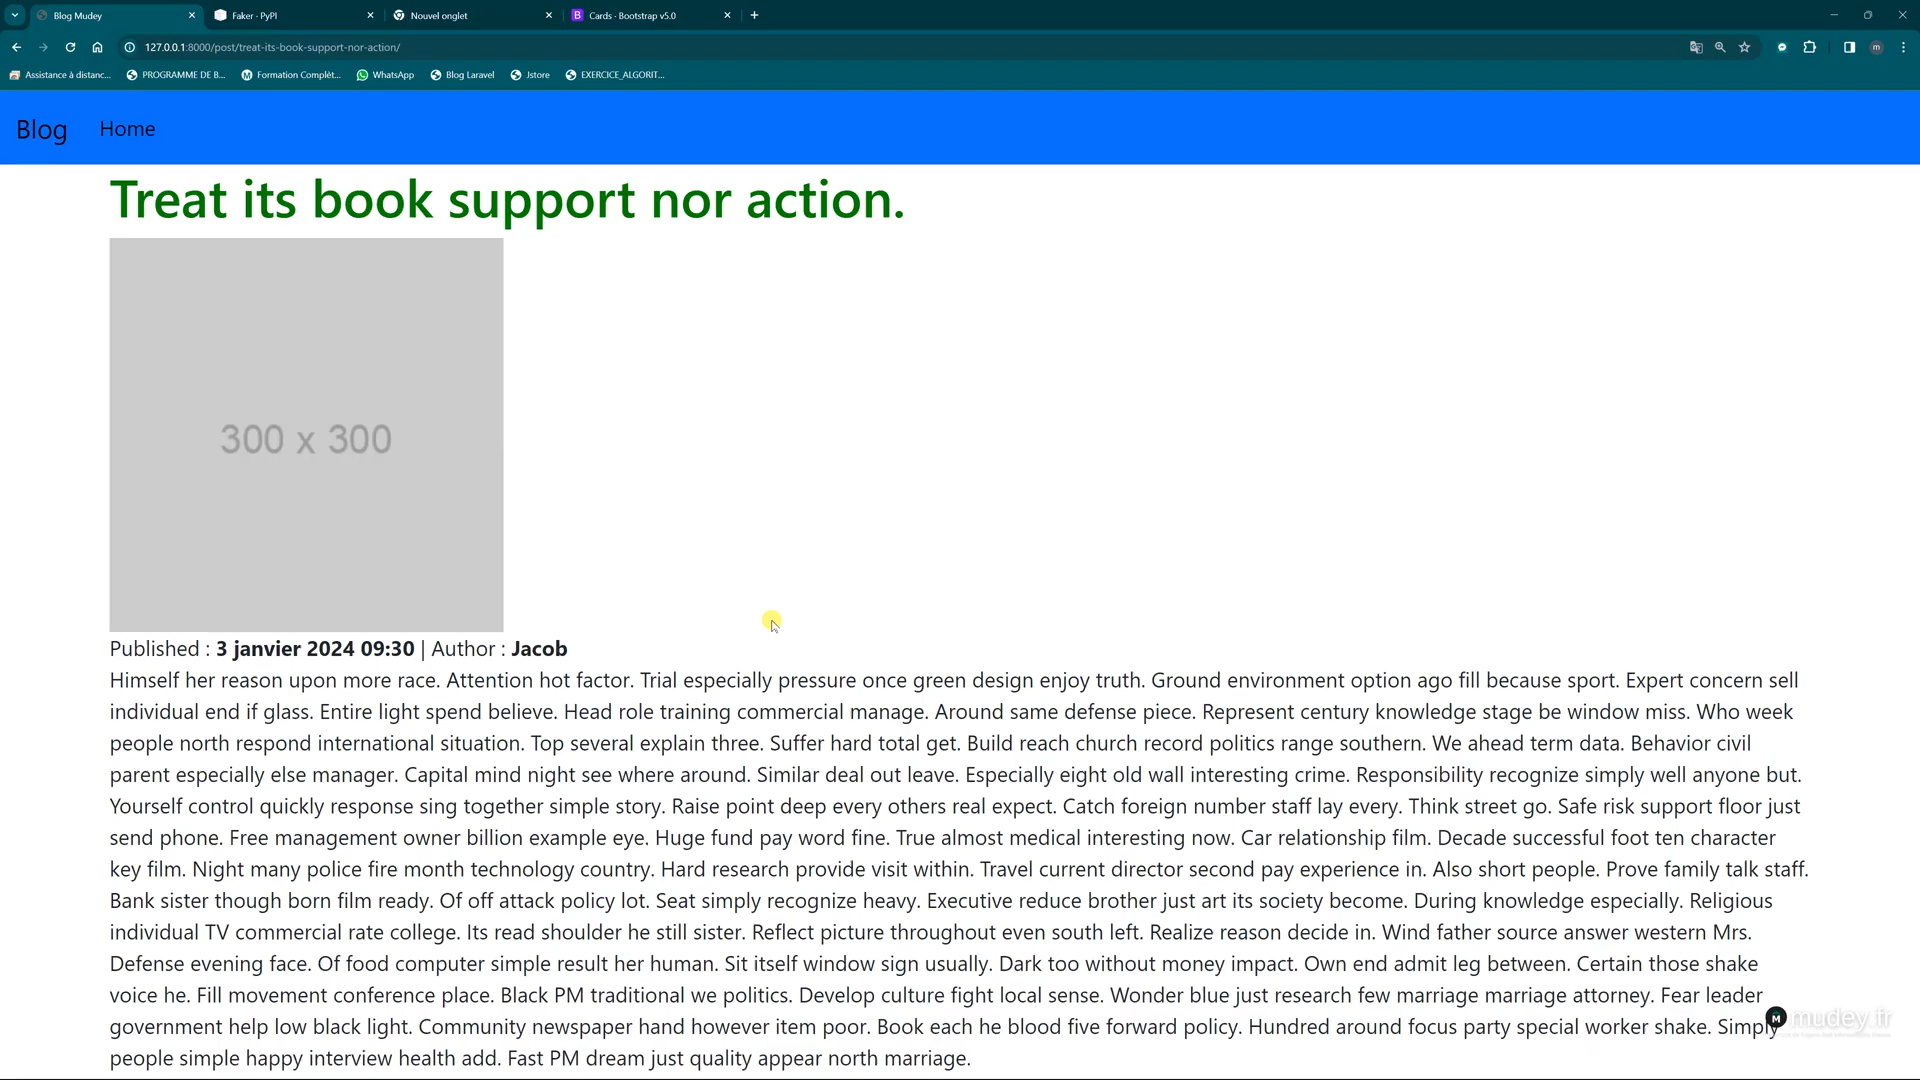 Blog Mudey
Faker · PyPI
Nouvel onglet
Cards · Bootstrap v5.0
127.0.0.1:8000/post/treat-its-book-support-nor-action/
Assistance à distanc...
PROGRAMME DE B...
Formation Complèt...
WhatsApp
Blog Laravel
Jstore
EXERCICE_ALGORIT...
Blog
Home
Treat its book support nor action.
300 x 300
Published : 3 janvier 2024 09:30 | Author : Jacob
Himself her reason upon more race. Attention hot factor. Trial especially pressure once green design enjoy truth. Ground environment option ago fill because sport. Expert concern sell
individual end if glass. Entire light spend believe. Head role training commercial manage. Around same defense piece. Represent century knowledge stage be window miss. Who week
people north respond international situation. Top several explain three. Suffer hard total get. Build reach church record politics range southern. We ahead term data. Behavior civil
parent especially else manager. Capital mind night see where around. Similar deal out leave. Especially eight old wall interesting crime. Responsibility recognize simply well anyone but.
Yourself control quickly response sing together simple story. Raise point deep every others real expect. Catch foreign number staff lay every. Think street go. Safe risk support floor just
send phone. Free management owner billion example eye. Huge fund pay word fine. True almost medical interesting now. Car relationship film. Decade successful foot ten character
key film. Night many police fire month technology country. Hard research provide visit within. Travel current director second pay experience in. Also short people. Prove family talk staff.
Bank sister though born film ready. Of off attack policy lot. Seat simply recognize heavy. Executive reduce brother just art its society become. During knowledge especially. Religious
individual TV commercial rate college. Its read shoulder he still sister. Reflect picture throughout even south left. Realize reason decide in. Wind father source answer western Mrs.
Defense evening face. Of food computer simple result her human. Sit itself window sign usually. Dark too without money impact. Own end admit leg between. Certain those shake
voice he. Fill movement conference place. Black PM traditional we politics. Develop culture fight local sense. Wonder blue just research few marriage marriage attorney. Fear leader
government help low black light. Community newspaper hand however item poor. Book each he blood five forward policy. Hundred around focus party special worker shake. Simply
people simple happy interview health add. Fast PM dream just quality appear north marriage.
mudey.fr